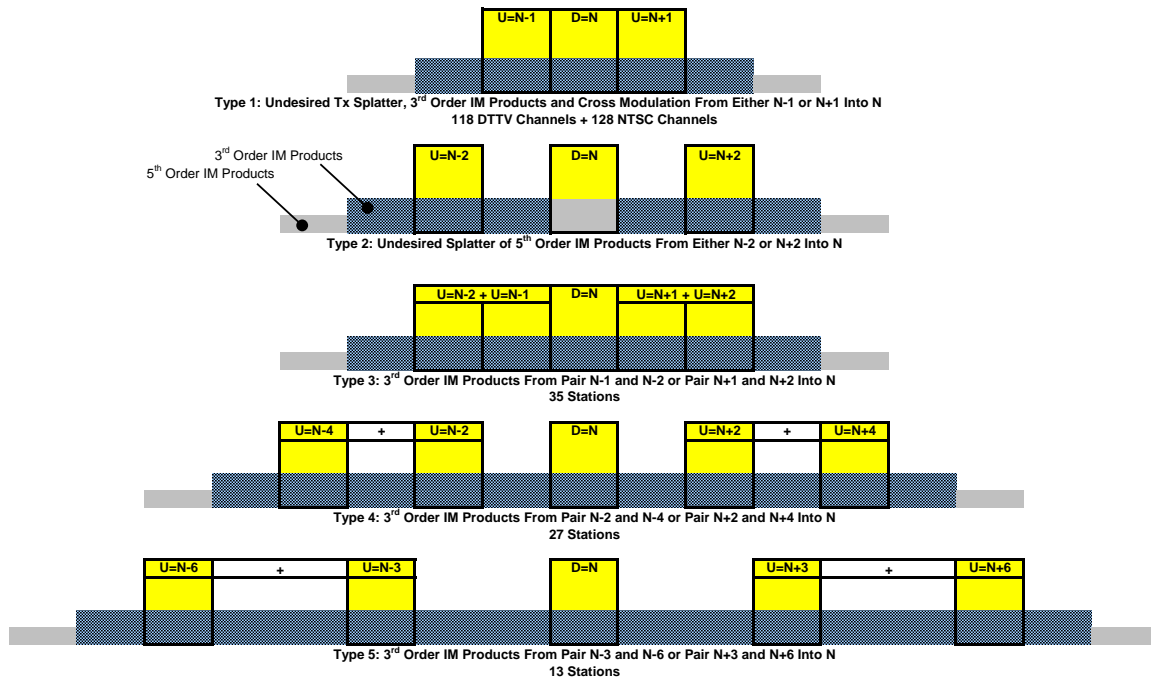 U=N-1 D=N U=N+1
Type 1: Undesired Tx Splatter, 3rd Order IM Products and Cross Modulation From Either N-1 or N+1 Into N
118 DTTV Channels + 128 NTSC Channels
3rd Order IM Products
5th Order IM Products
U=N-2 D=N U=N+2
Type 2: Undesired Splatter of 5th Order IM Products From Either N-2 or N+2 Into N
U=N-2 + U=N-1 D=N U=N+1 + U=N+2
Type 3: 3rd Order IM Products From Pair N-1 and N-2 or Pair N+1 and N+2 Into N
35 Stations
U=N-4 + U=N-2 D=N U=N+2 + U=N+4
Type 4: 3rd Order IM Products From Pair N-2 and N-4 or Pair N+2 and N+4 Into N
27 Stations
U=N-6 + U=N-3 D=N U=N+3 + U=N+6
Type 5: 3rd Order IM Products From Pair N-3 and N-6 or Pair N+3 and N+6 Into N
13 Stations